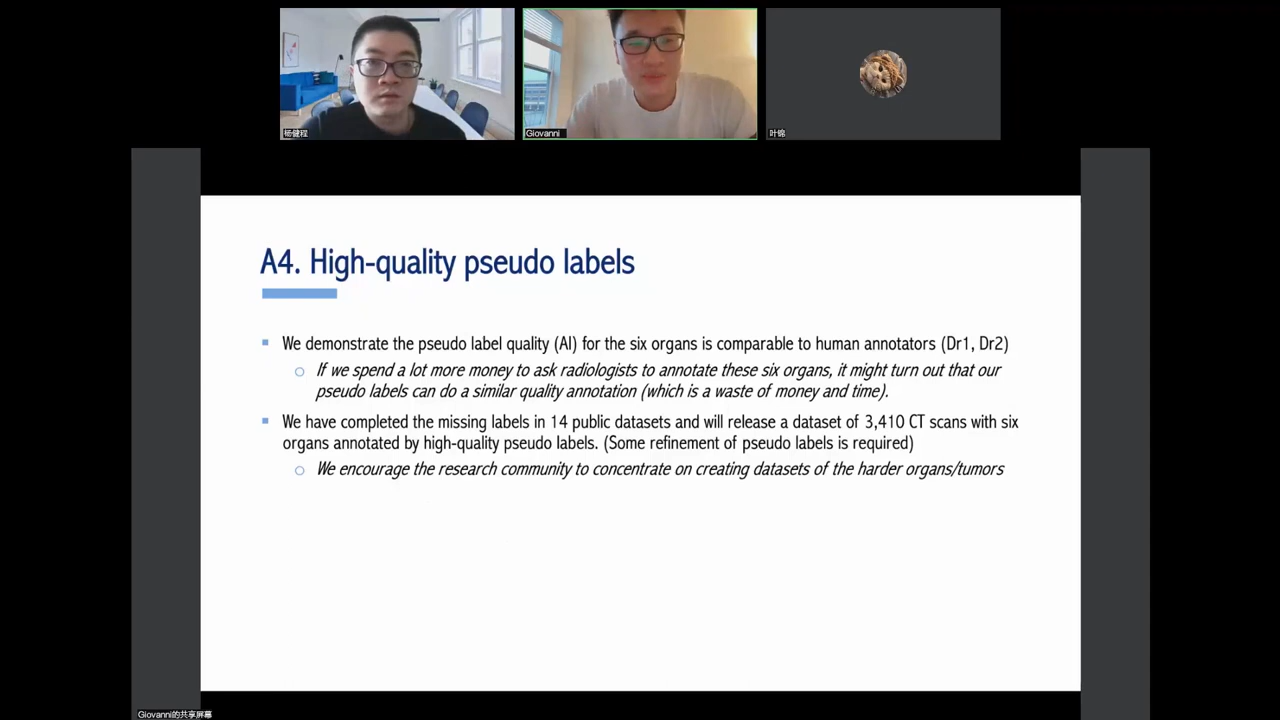 杨健程
Giovanni
叶锦
A4. High-quality pseudo labels
We demonstrate the pseudo label quality (AI) for the six organs is comparable to human annotators (Dr1, Dr2)
If we spend a lot more money to ask radiologists to annotate these six organs, it might turn out that our
pseudo labels can do a similar quality annotation (which is a waste of money and time).
We have completed the missing labels in 14 public datasets and will release a dataset of 3,410 CT scans with six
organs annotated by high-quality pseudo labels. (Some refinement of pseudo labels is required)
We encourage the research community to concentrate on creating datasets of the harder organs/tumors
Giovanni的共享屏幕